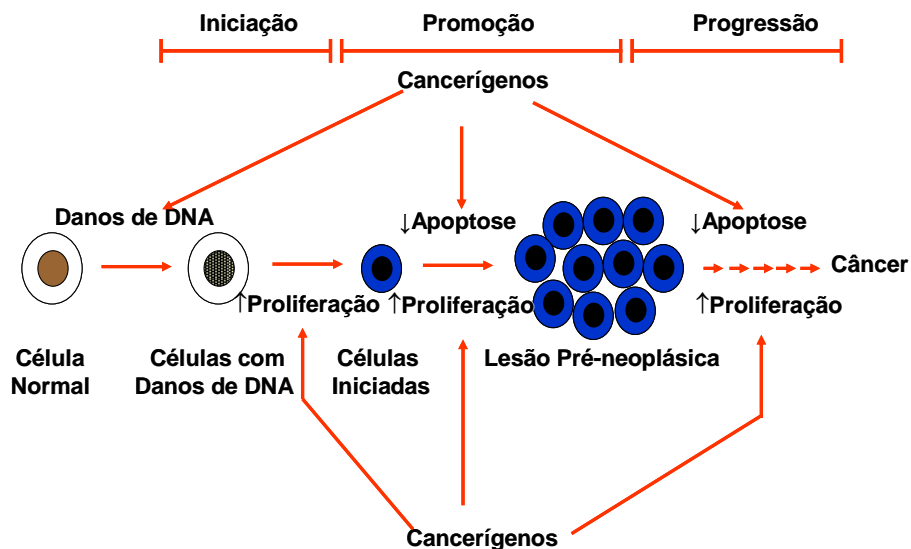 Iniciação Promoção Progressão
Cancerígenos
Danos de DNA
↓Apoptose
↓Apoptose
↑Proliferação
↑Proliferação
↑Proliferação
Câncer
Célula
Normal
Células com
Danos de DNA
Células
Iniciadas
Lesão Pré-neoplásica
Cancerígenos